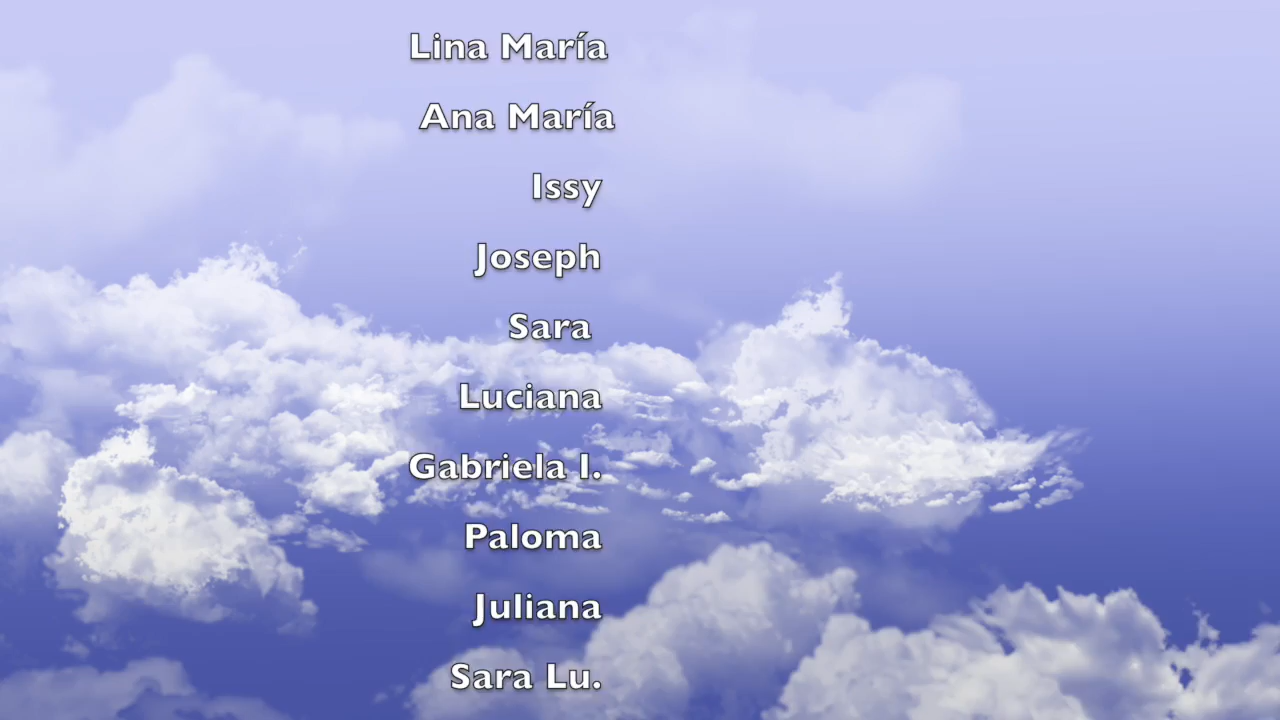 Lina María
Ana María
Issy
Joseph
Sara
Luciana
Gabriela I.
Paloma
Juliana
Sara Lu.